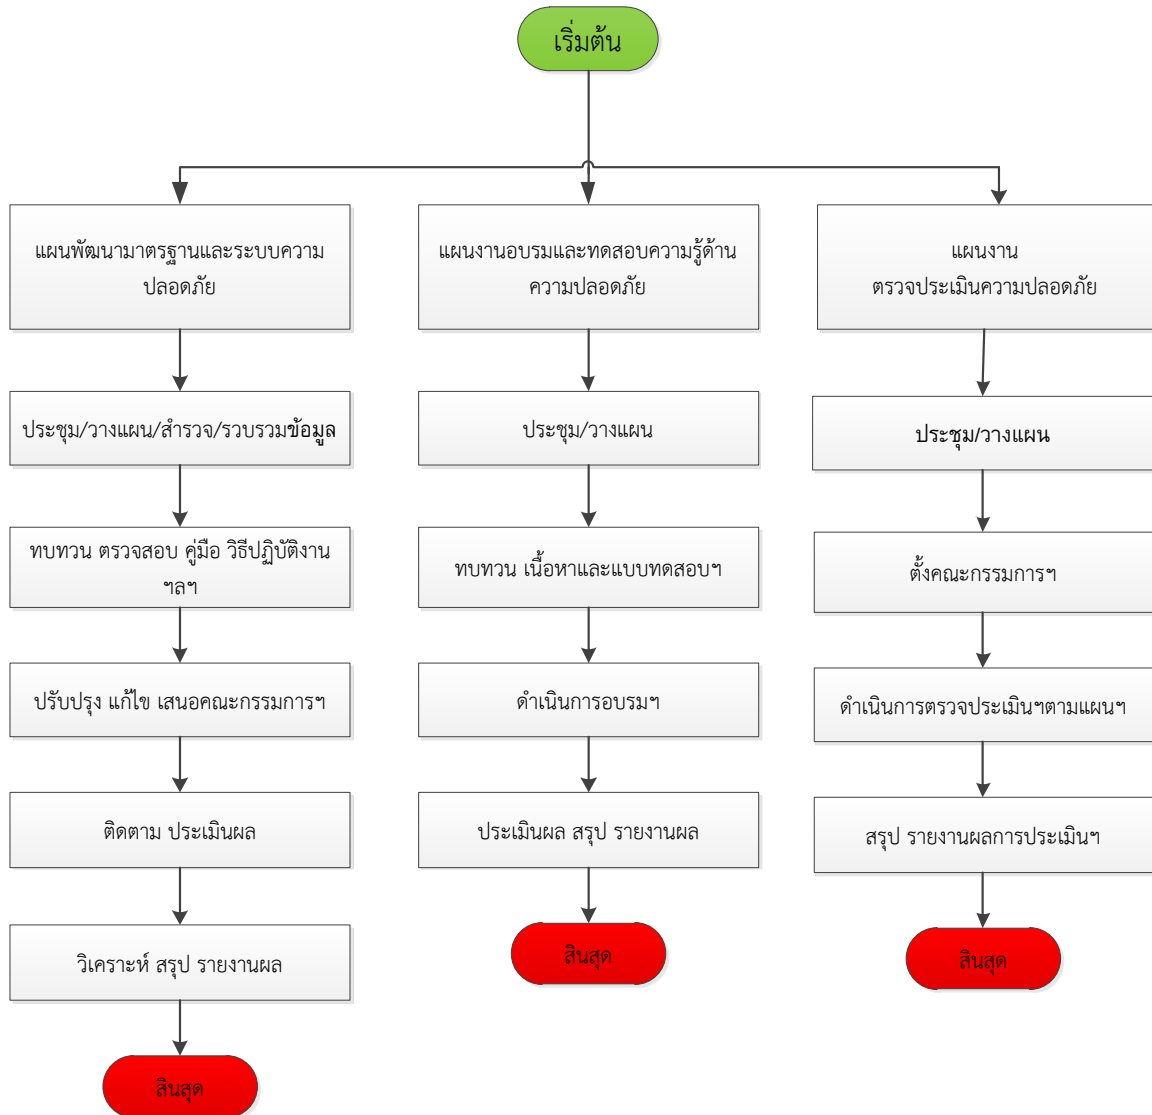 เริ่มต้น
แผนพัฒนามาตรฐานและระบบความ
ปลอดภัย
ประชุม/วางแผน/สำรวจ/รวบรวมข้อมูล
ทบทวน ตรวจสอบ คู่มือ วิธีปฏิบัติงาน
ฯลฯ
ปรับปรุง แก้ไข เสนอคณะกรรมการฯ
ติดตาม ประเมินผล
วิเคราะห์ สรุป รายงานผล
สินสุด
แผนงานอบรมและทดสอบความรู้ด้าน
ความปลอดภัย
ประชุม/วางแผน
ทบทวน เนื้อหาและแบบทดสอบฯ
ดำเนินการอบรมฯ
ประเมินผล สรุป รายงานผล
สินสุด
แผนงาน
ตรวจประเมินความปลอดภัย
ประชุม/วางแผน
ตั้งคณะกรรมการฯ
ดำเนินการตรวจประเมินฯตามแผนฯ
สรุป รายงานผลการประเมินฯ
สินสุด